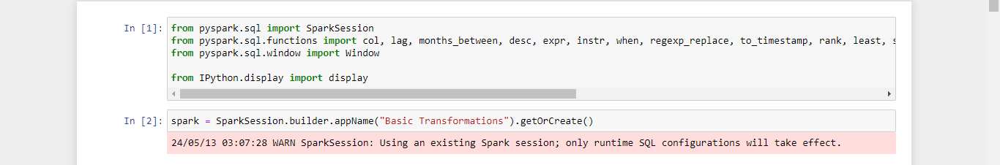 In [1]: from pyspark.sql import SparkSession
from pyspark.sql.functions import col, lag, months_between, desc, expr, instr, when, regexp_replace, to_timestamp, rank, least,
from pyspark.sql.window import Window
from IPython.display import display
In [2]: spark = SparkSession.builder.appName("Basic Transformations").getOrCreate()
24/05/13 03:07:28 WARN SparkSession: Using an existing Spark session; only runtime SQL configurations will take effect.